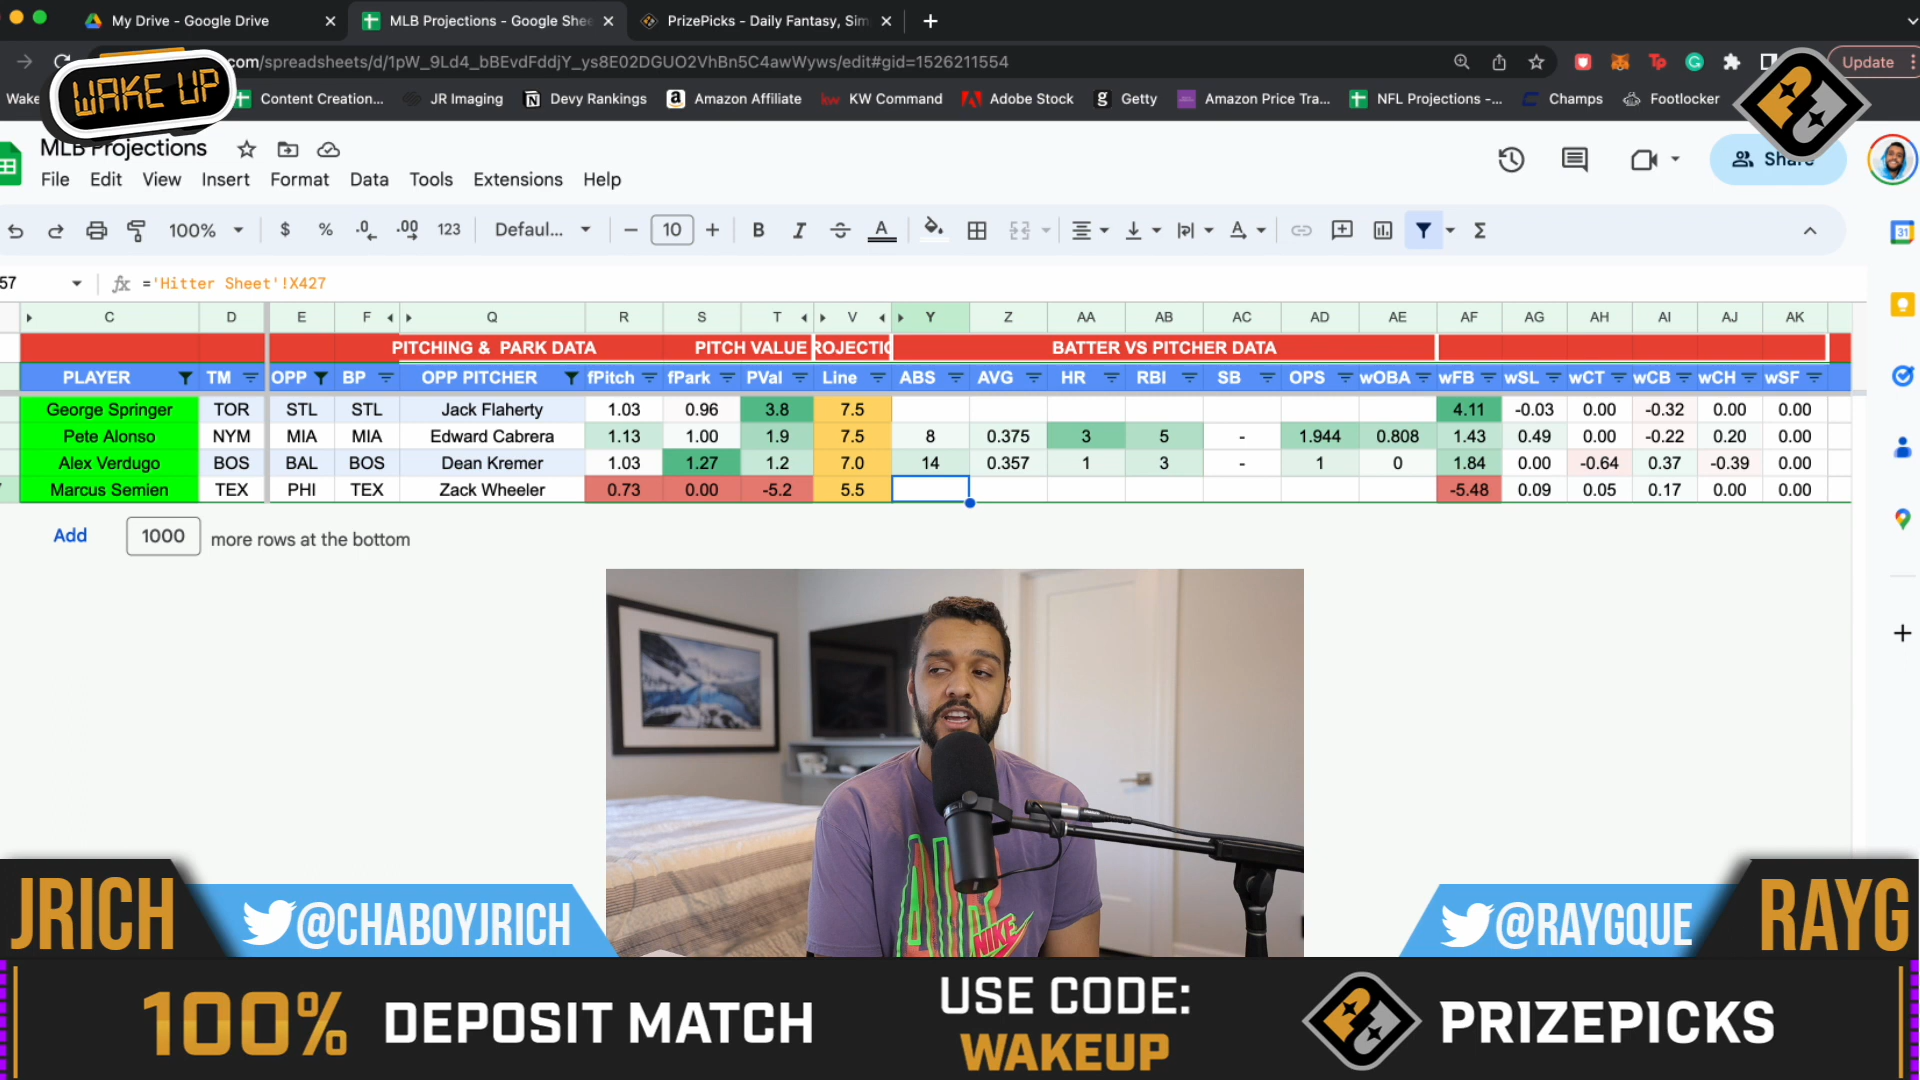 My Drive - Google Drive
MLB Projections - Google She
PrizePicks - Daily Fantasy, Sim
com/spreadsheets/d/1pW_9Ld4_bBEvdFddjY_ys8E02DGUO2VhBn5C4awWyws/edit#gid=1526211554
Update
Wake
WAKE UP
Content Creation...
JR Imaging
Devy Rankings
Amazon Affiliate
KW Command
Adobe Stock
Getty
Amazon Price Tra...
NFL Projections -...
Champs
Footlocker
MLB Projections
Share
File Edit View Insert Format Data Tools Extensions Help
100% $ % .0 .00 123 Defaul... 10 B I A
57 fx ='Hitter Sheet'!X427
C D E F Q R S T V Y Z AA AB AC AD AE AF AG AH AI AJ AK
PITCHING & PARK DATA PITCH VALUE ROJECTIO BATTER VS PITCHER DATA
PLAYER TM OPP BP OPP PITCHER fPitch fPark PVal Line ABS AVG HR RBI SB OPS wOBA wFB wSL wCT wCB wCH wSF
George Springer TOR STL STL Jack Flaherty 1.03 0.96 3.8 7.5 4.11 -0.03 0.00 -0.32 0.00 0.00
Pete Alonso NYM MIA MIA Edward Cabrera 1.13 1.00 1.9 7.5 8 0.375 3 5 - 1.944 0.808 1.43 0.49 0.00 -0.22 0.20 0.00
Alex Verdugo BOS BAL BOS Dean Kremer 1.03 1.27 1.2 7.0 14 0.357 1 3 - 1 0 1.84 0.00 -0.64 0.37 -0.39 0.00
Marcus Semien TEX PHI TEX Zack Wheeler 0.73 0.00 -5.2 5.5 -5.48 0.09 0.05 0.17 0.00 0.00
Add 1000 more rows at the bottom
NIKE
JRICH
@CHABOYJRICH
@RAYGQUE
RAYG
100% DEPOSIT MATCH
USE CODE:
WAKEUP
PRIZEPICKS